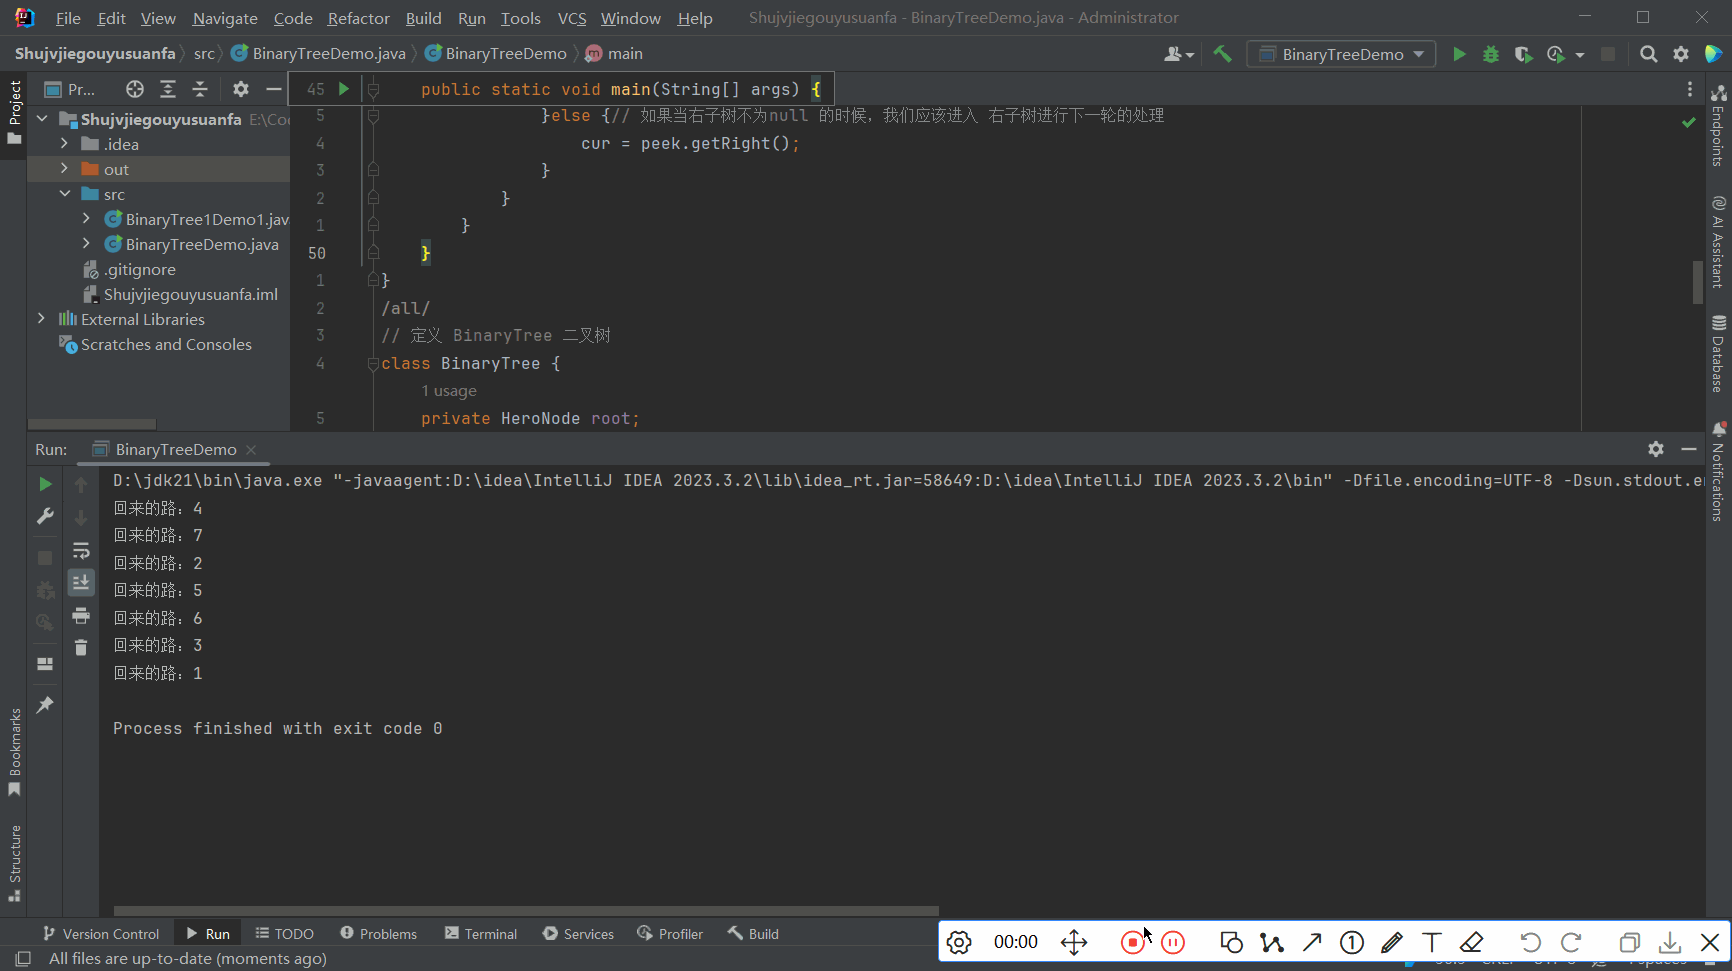 File Edit View Navigate Code Refactor Build Run Tools VCS Window Help Shujvjiegouyusuanfa - BinaryTreeDemo.java - Administrator
Shujvjiegouyusuanfa src BinaryTreeDemo.java BinaryTreeDemo main BinaryTreeDemo
Project
Pr...
Shujvjiegouyusuanfa
.idea
out
src
BinaryTree1Demo1.jav
BinaryTreeDemo.java
.gitignore
Shujvjiegouyusuanfa.iml
External Libraries
Scratches and Consoles
45 public static void main(String[] args) {
5 }else {// 如果当右子树不为null 的时候，我们应该进入 右子树进行下一轮的处理
4 cur = peek.getRight();
3 }
2 }
1 }
50 }
1 }
2 /all/
3 // 定义 BinaryTree 二叉树
4 class BinaryTree {
1 usage
5 private HeroNode root;
Endpoints
AI Assistant
Database
Notifications
Run: BinaryTreeDemo
D:\jdk21\bin\java.exe "-javaagent:D:\idea\IntelliJ IDEA 2023.3.2\lib\idea_rt.jar=58649:D:\idea\IntelliJ IDEA 2023.3.2\bin" -Dfile.encoding=UTF-8 -Dsun.stdout.e
回来的路：4
回来的路：7
回来的路：2
回来的路：5
回来的路：6
回来的路：3
回来的路：1
Process finished with exit code 0
Bookmarks
Structure
Version Control Run TODO Problems Terminal Services Profiler Build
00:00
All files are up-to-date (moments ago)